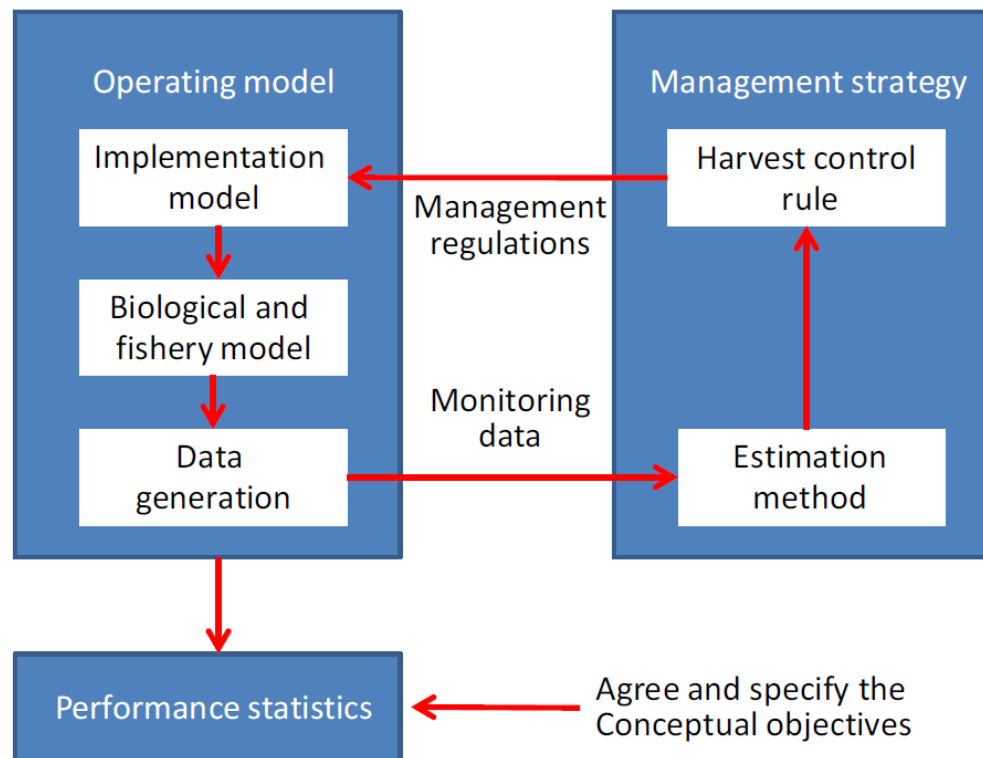 Operating model
Implementation
model
Biological and
fishery model
Data
generation
Management
regulations
Monitoring
data
Management strategy
Harvest control
rule
Estimation
method
Performance statistics
Agree and specify the
Conceptual objectives